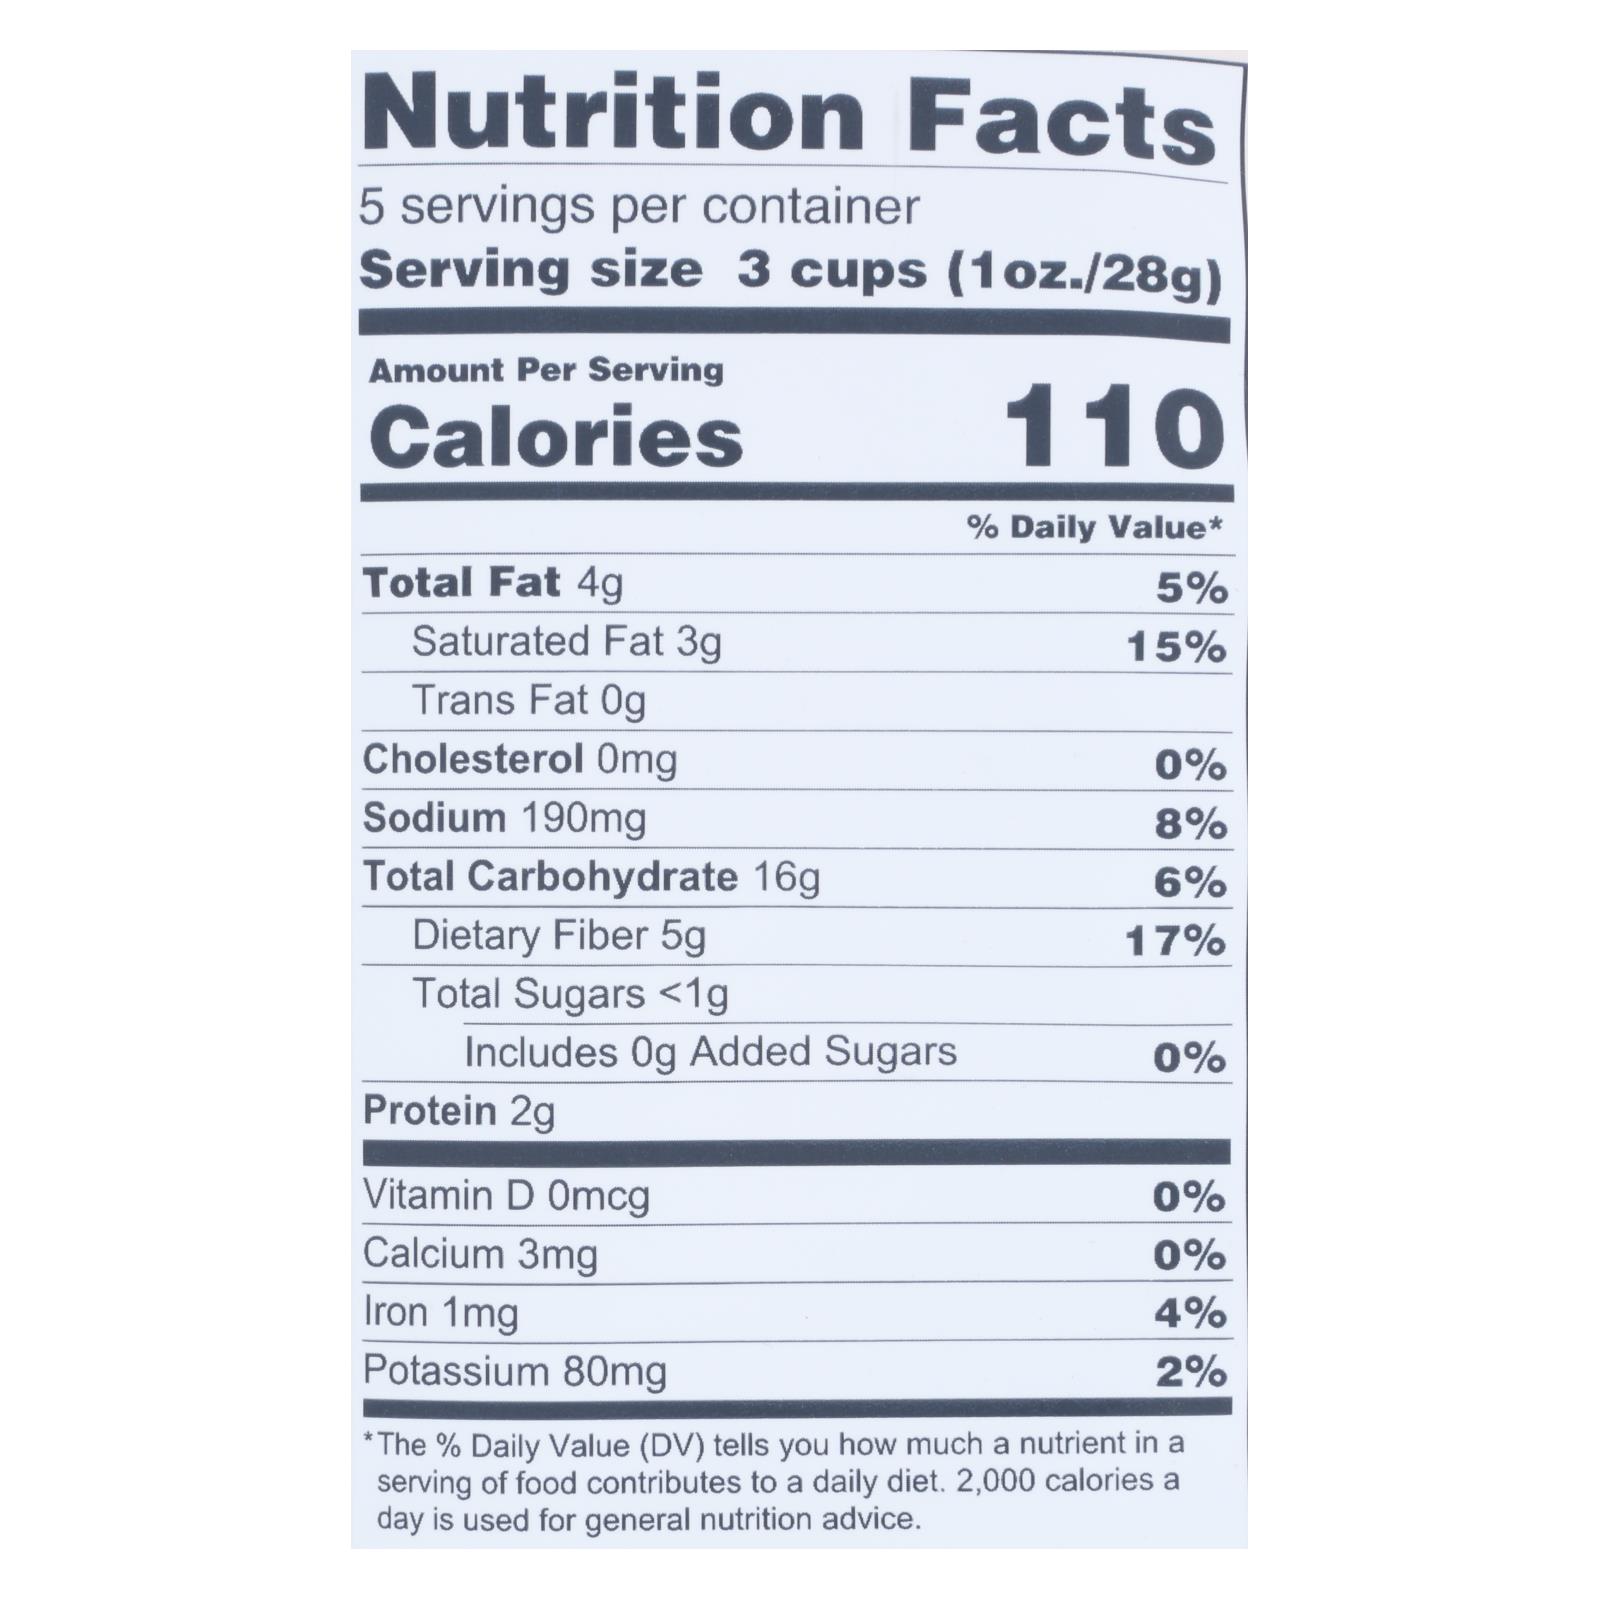 Nutrition Facts
5 servings per container
Serving size 3 cups (1oz./28g)
Amount Per Serving
Calories 110
% Daily Value*
Total Fat 4g 5%
Saturated Fat 3g 15%
Trans Fat 0g
Cholesterol 0mg 0%
Sodium 190mg 8%
Total Carbohydrate 16g 6%
Dietary Fiber 5g 17%
Total Sugars <1g
Includes 0g Added Sugars 0%
Protein 2g
Vitamin D 0mcg 0%
Calcium 3mg 0%
Iron 1mg 4%
Potassium 80mg 2%
*The % Daily Value (DV) tells you how much a nutrient in a
serving of food contributes to a daily diet. 2,000 calories a
day is used for general nutrition advice.